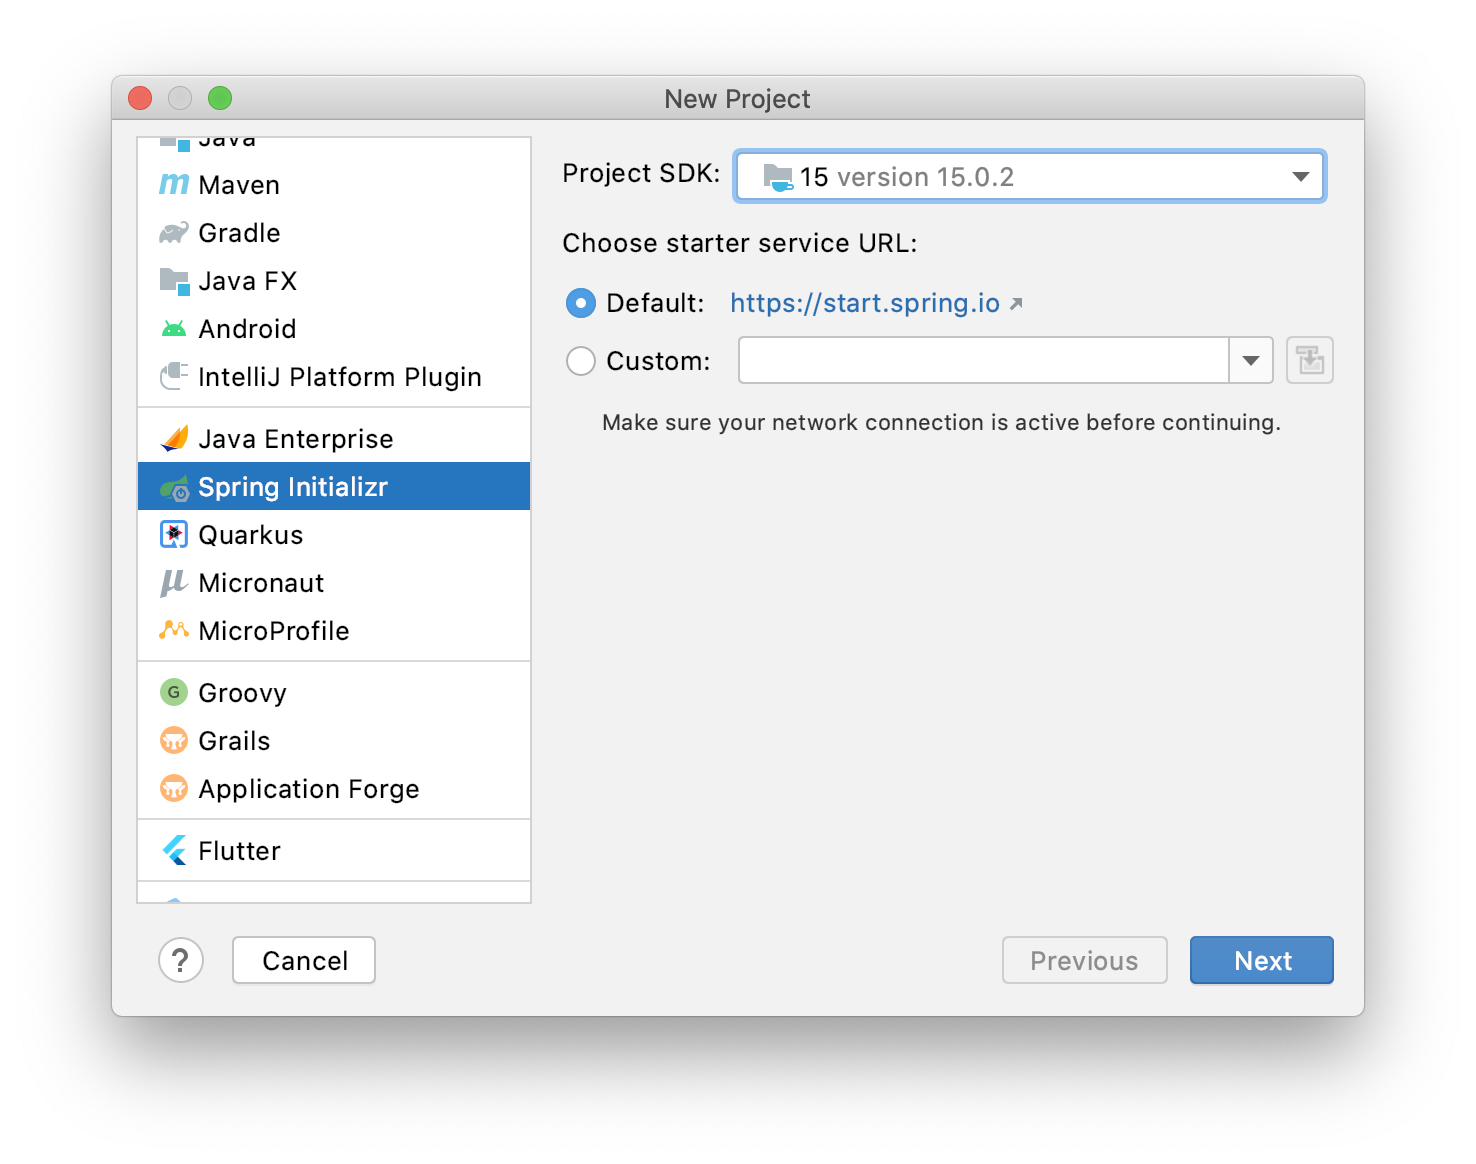 New Project
Java
Maven
Gradle
Java FX
Android
IntelliJ Platform Plugin
Java Enterprise
Spring Initializr
Quarkus
Micronaut
MicroProfile
G Groovy
Grails
Application Forge
Flutter
Project SDK: 15 version 15.0.2
Choose starter service URL:
Default: https://start.spring.io
Custom:
Make sure your network connection is active before continuing.
? Cancel Previous Next